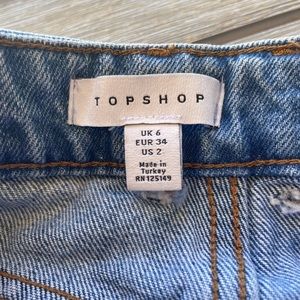 TOPSHOP
UK 6
EUR 34
US 2
Made in
Turkey
RN 125149